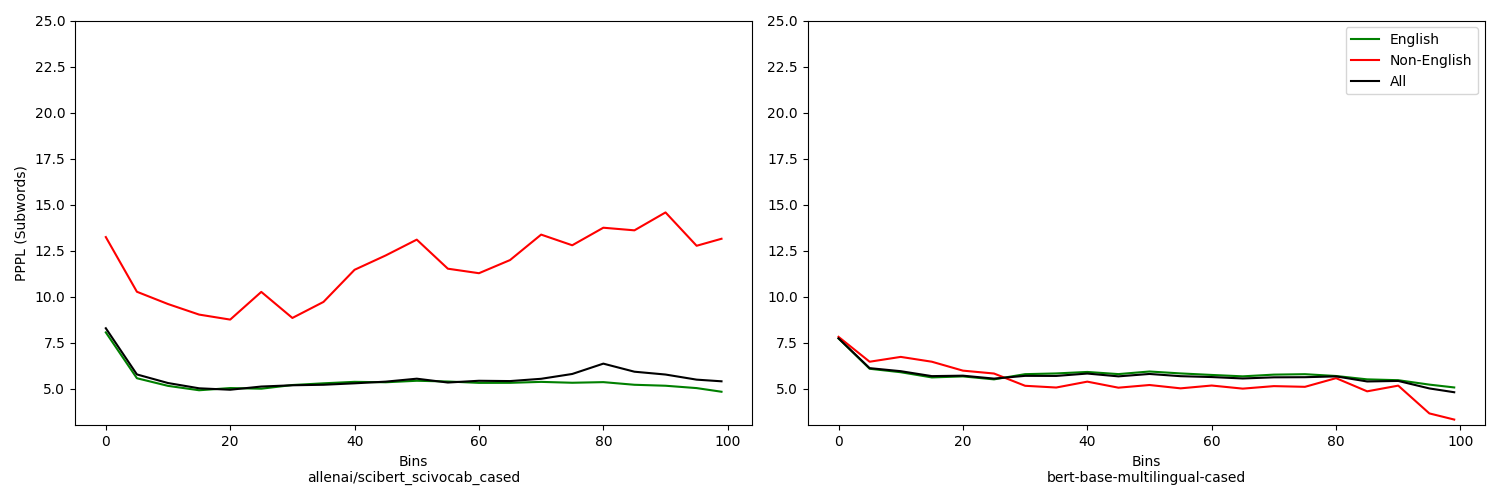 25.0
22.5
20.0
17.5
15.0
12.5
10.0
7.5
5.0
PPPL (Subwords)
0 20 40 60 80 100
Bins
allenai/scibert_scivocab_cased
25.0
22.5
20.0
17.5
15.0
12.5
10.0
7.5
5.0
English
Non-English
All
0 20 40 60 80 100
Bins
bert-base-multilingual-cased